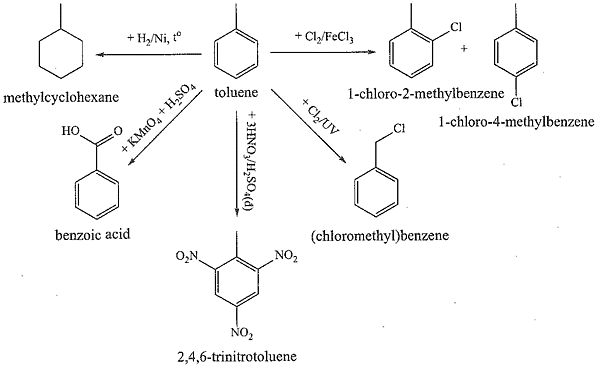 + H₂/Ni, tº
+ Cl₂/FeCl₃
Cl
+
Cl
methylcyclohexane
toluene
1-chloro-2-methylbenzene
1-chloro-4-methylbenzene
+ KMnO₄ + H₂SO₄
+ 3HNO₃/H₂SO₄(d)
+ Cl₂/UV
HO
O
Cl
benzoic acid
(chloromethyl)benzene
O₂N
NO₂
NO₂
2,4,6-trinitrotoluene